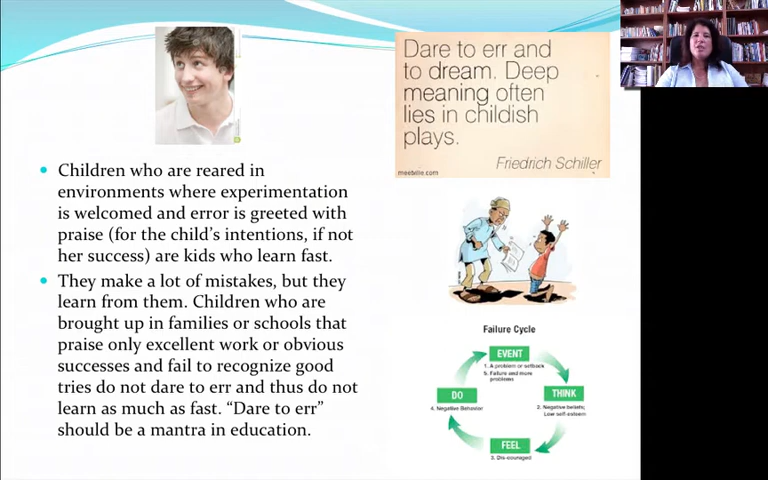 Dare to err and
to dream. Deep
meaning often
lies in childish
plays.
Friedrich Schiller
meetville.com
Children who are reared in
environments where experimentation
is welcomed and error is greeted with
praise (for the child's intentions, if not
her success) are kids who learn fast.
They make a lot of mistakes, but they
learn from them. Children who are
brought up in families or schools that
praise only excellent work or obvious
successes and fail to recognize good
tries do not dare to err and thus do not
learn as much as fast. “Dare to err”
should be a mantra in education.
Failure Cycle
EVENT
1. A problem or setback
5. Failure and more
problems
THINK
2. Negative beliefs;
Low self-esteem
FEEL
3. Discouraged
DO
4. Negative Behavior